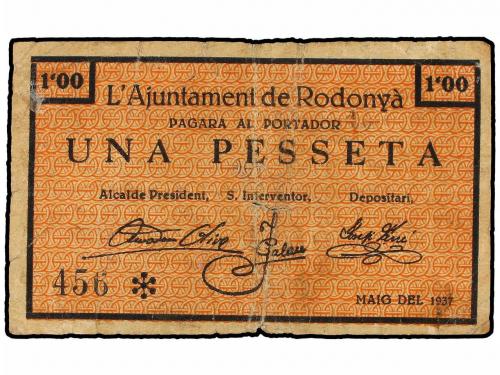 1'00 1'00
L'Ajuntament de Rodonyà
PAGARA AL PORTADOR
UNA PESSETA
Alcalde President, S. Interventor, Depositari,
456 *
MAIG DEL 1937